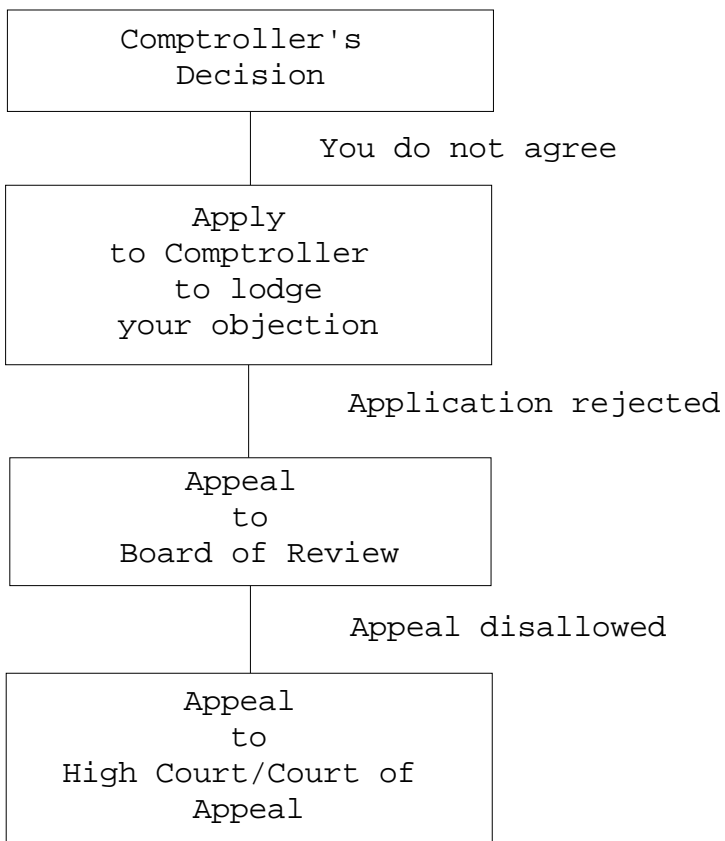 Comptroller's
Decision
You do not agree
Apply
to Comptroller
to lodge
your objection
Application rejected
Appeal
to
Board of Review
Appeal disallowed
Appeal
to
High Court/Court of
Appeal